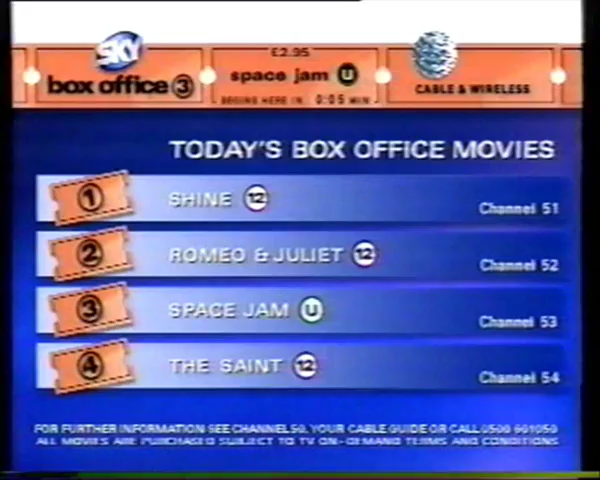 £2.95
SKY
box office 3
space jam U
BEGINS HERE IN 0:05 MIN
CABLE & WIRELESS
TODAY'S BOX OFFICE MOVIES
1 SHINE 12 Channel 51
2 ROMEO & JULIET 12 Channel 52
3 SPACE JAM U Channel 53
4 THE SAINT 12 Channel 54
FOR FURTHER INFORMATION SEE CHANNEL 50, YOUR CABLE GUIDE OR CALL 0500 601050
ALL MOVIES ARE PURCHASED SUBJECT TO TV ON-DEMAND TERMS AND CONDITIONS